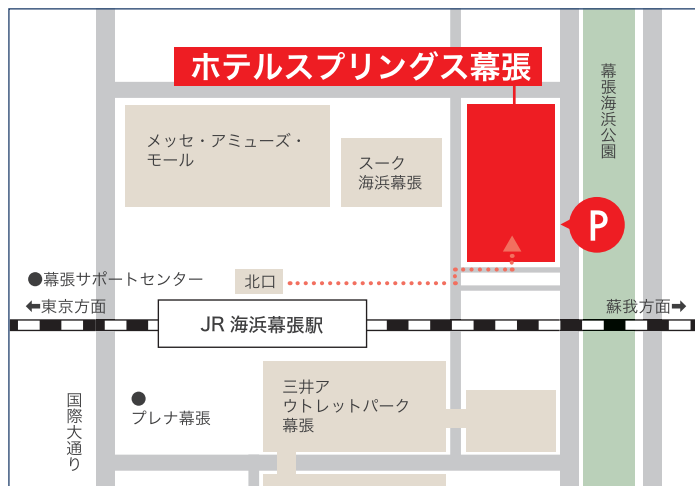 ホテルスプリングス幕張
幕張海浜公園
メッセ・アミューズ・
モール
スーク
海浜幕張
P
幕張サポートセンター
北口
←東京方面
蘇我方面→
JR 海浜幕張駅
国際大通り
プレナ幕張
三井ア
ウトレットパーク
幕張